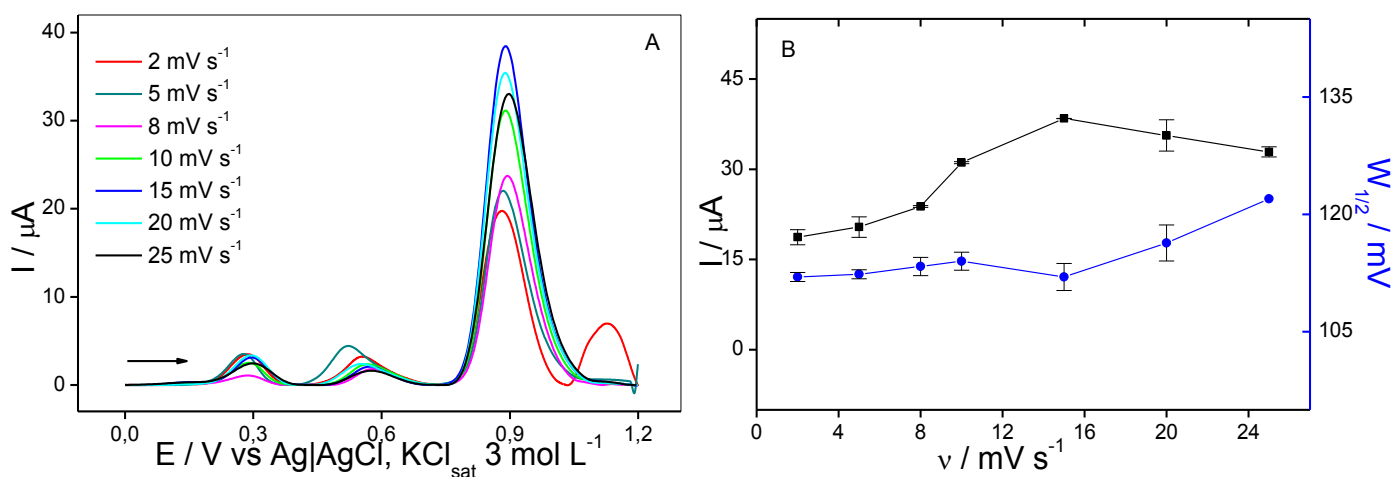 A
2 mV s⁻¹
5 mV s⁻¹
8 mV s⁻¹
10 mV s⁻¹
15 mV s⁻¹
20 mV s⁻¹
25 mV s⁻¹
I / μA
40
30
20
10
0
0,0 0,3 0,6 0,9 1,2
E / V vs Ag|AgCl, KCl_sat 3 mol L⁻¹
B
I / μA
45
30
15
0
0 4 8 12 16 20 24
ν / mV s⁻¹
135
120
105
W_1/2 / mV